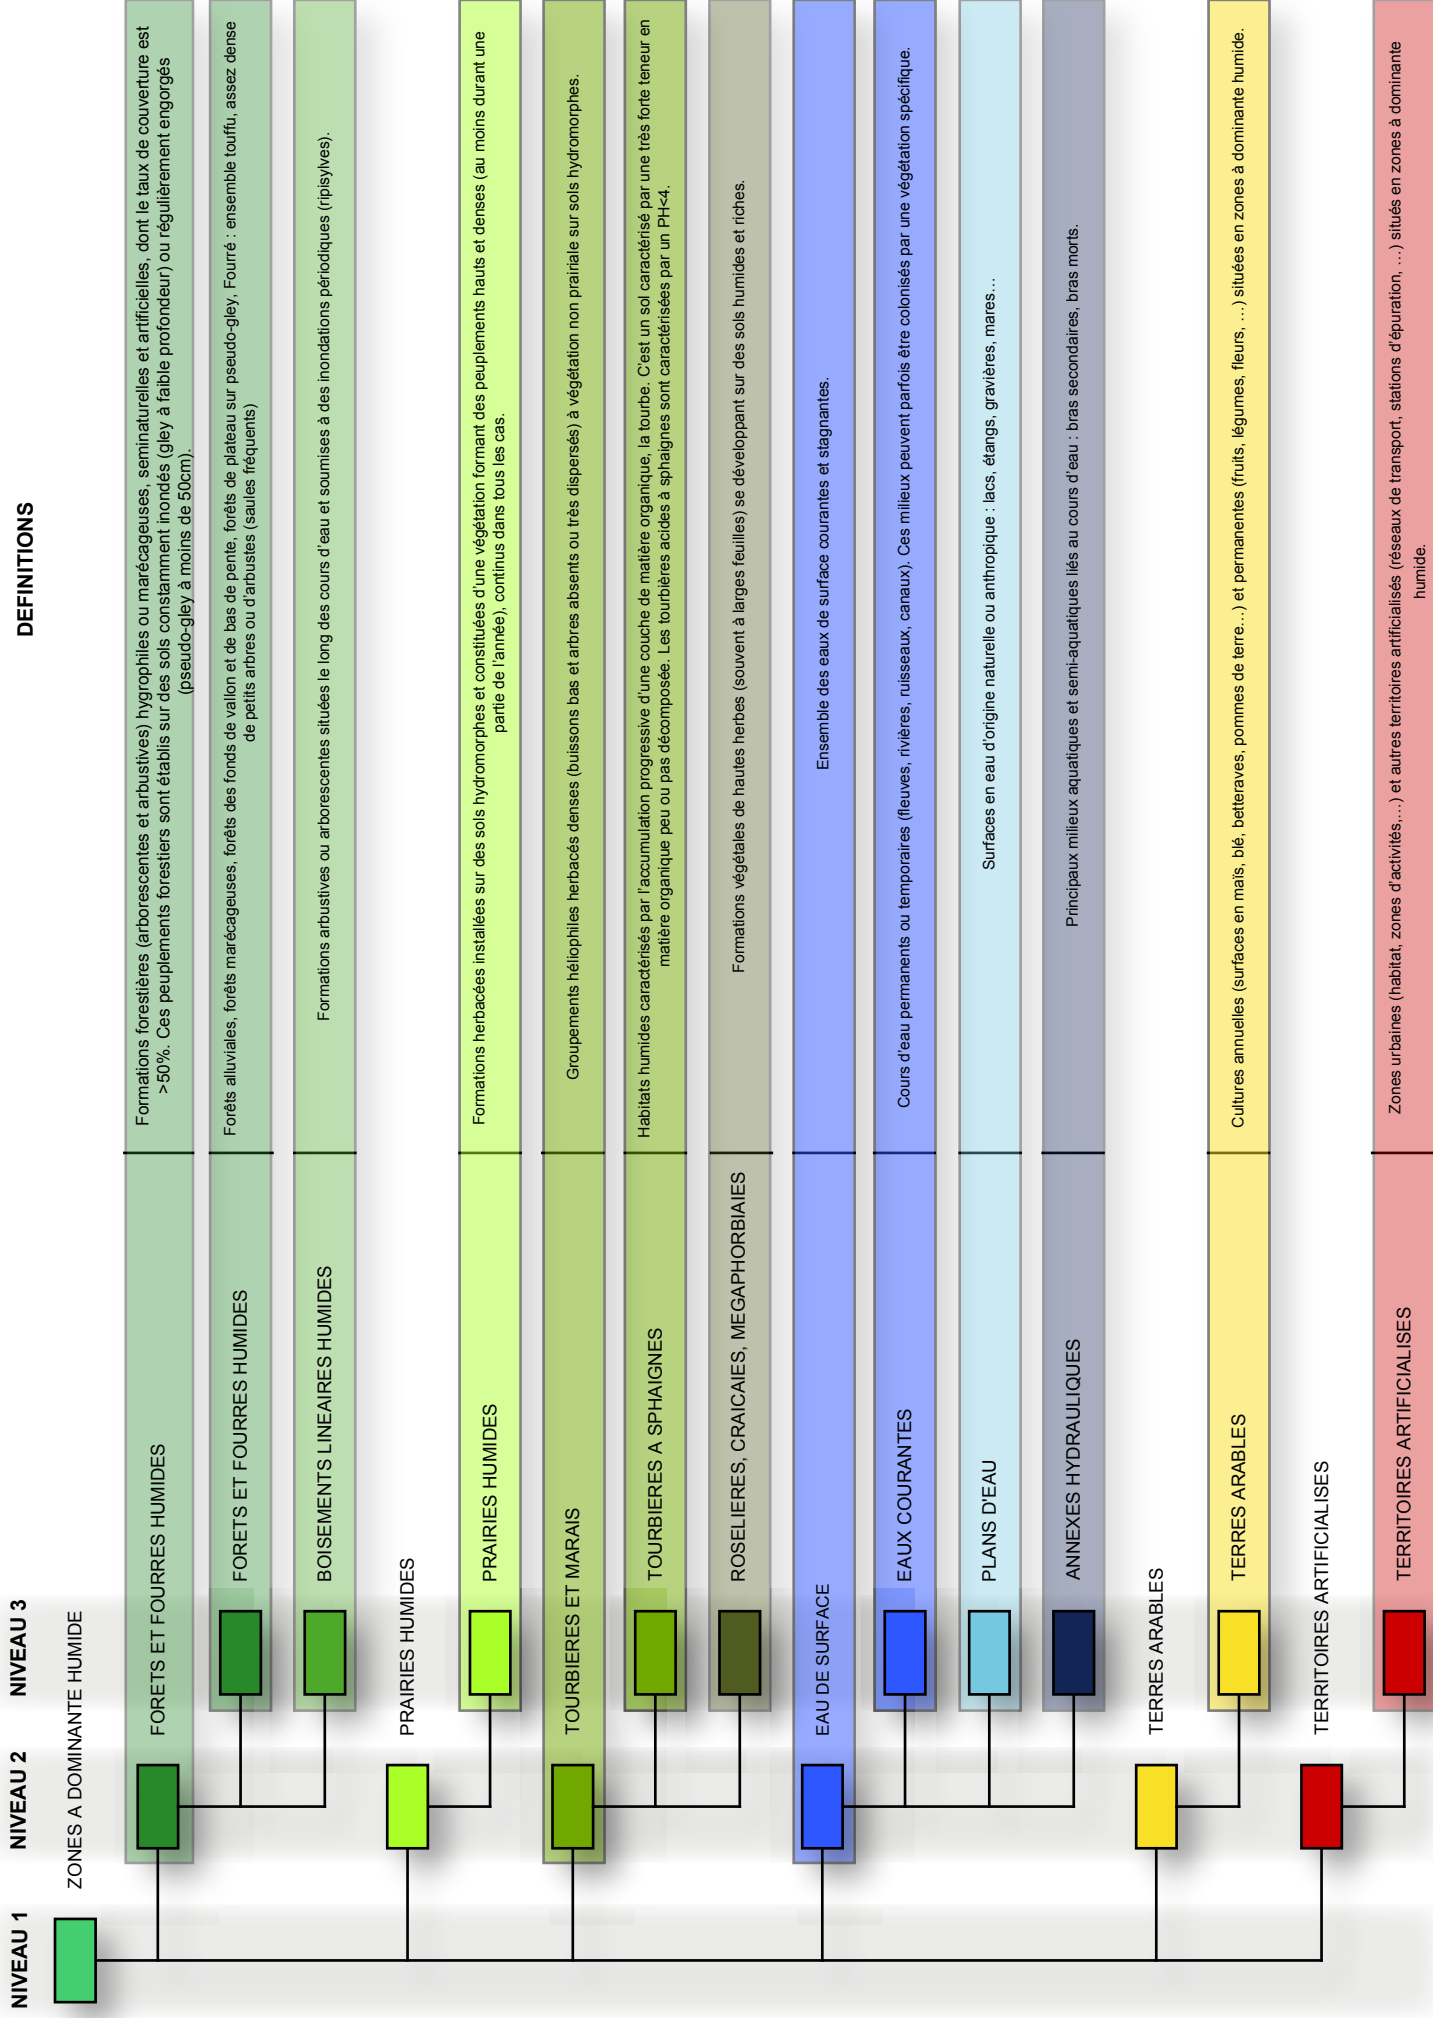 NIVEAU 1
NIVEAU 2
NIVEAU 3
DEFINITIONS
ZONES A DOMINANTE HUMIDE
FORETS ET FOURRES HUMIDES
Formations forestières (arborescentes et arbustives) hygrophiles ou marécageuses, seminaturelles et artificielles, dont le taux de couverture est
>50%. Ces peuplements forestiers sont établis sur des sols constamment inondés (gley à faible profondeur) ou régulièrement engorgés
(pseudo-gley à moins de 50cm).
FORETS ET FOURRES HUMIDES
Forêts alluviales, forêts marécageuses, forêts des fonds de vallon et de bas de pente, forêts de plateau sur pseudo-gley, Fourré : ensemble touffu, assez dense
de petits arbres ou d'arbustes (saules fréquents)
BOISEMENTS LINEAIRES HUMIDES
Formations arbustives ou arborescentes situées le long des cours d'eau et soumises à des inondations périodiques (ripisylves).
PRAIRIES HUMIDES
PRAIRIES HUMIDES
Formations herbacées installées sur des sols hydromorphes et constituées d'une végétation formant des peuplements hauts et denses (au moins durant une
partie de l'année), continus dans tous les cas.
TOURBIERES ET MARAIS
Groupements héliophiles herbacés denses (buissons bas et arbres absents ou très dispersés) à végétation non prairiale sur sols hydromorphes.
TOURBIERES A SPHAIGNES
Habitats humides caractérisés par l'accumulation progressive d'une couche de matière organique, la tourbe. C'est un sol caractérisé par une très forte teneur en
matière organique peu ou pas décomposée. Les tourbières acides à sphaignes sont caractérisées par un PH<4.
ROSELIERES, CRAICAIES, MEGAPHORBIAIES
Formations végétales de hautes herbes (souvent à larges feuilles) se développant sur des sols humides et riches.
EAU DE SURFACE
Ensemble des eaux de surface courantes et stagnantes.
EAUX COURANTES
Cours d'eau permanents ou temporaires (fleuves, rivières, ruisseaux, canaux). Ces milieux peuvent parfois être colonisés par une végétation spécifique.
PLANS D'EAU
Surfaces en eau d'origine naturelle ou anthropique : lacs, étangs, gravières, mares…
ANNEXES HYDRAULIQUES
Principaux milieux aquatiques et semi-aquatiques liés au cours d'eau : bras secondaires, bras morts.
TERRES ARABLES
TERRES ARABLES
Cultures annuelles (surfaces en maïs, blé, betteraves, pommes de terre…) et permanentes (fruits, légumes, fleurs, …) situées en zones à dominante humide.
TERRITOIRES ARTIFICIALISES
TERRITOIRES ARTIFICIALISES
Zones urbaines (habitat, zones d'activités,…) et autres territoires artificialisés (réseaux de transport, stations d'épuration, …) situés en zones à dominante
humide.